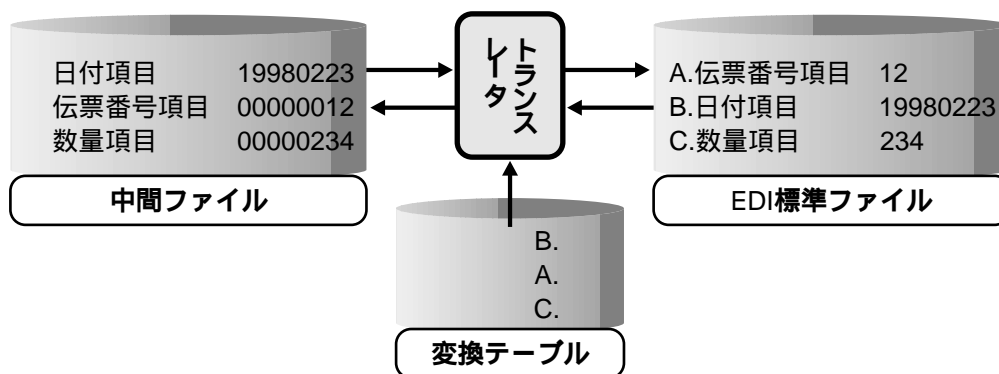 日付項目 19980223
伝票番号項目 00000012
数量項目 00000234
中間ファイル
トランス
レータ
A.伝票番号項目 12
B.日付項目 19980223
C.数量項目 234
EDI標準ファイル
B.
A.
C.
変換テーブル